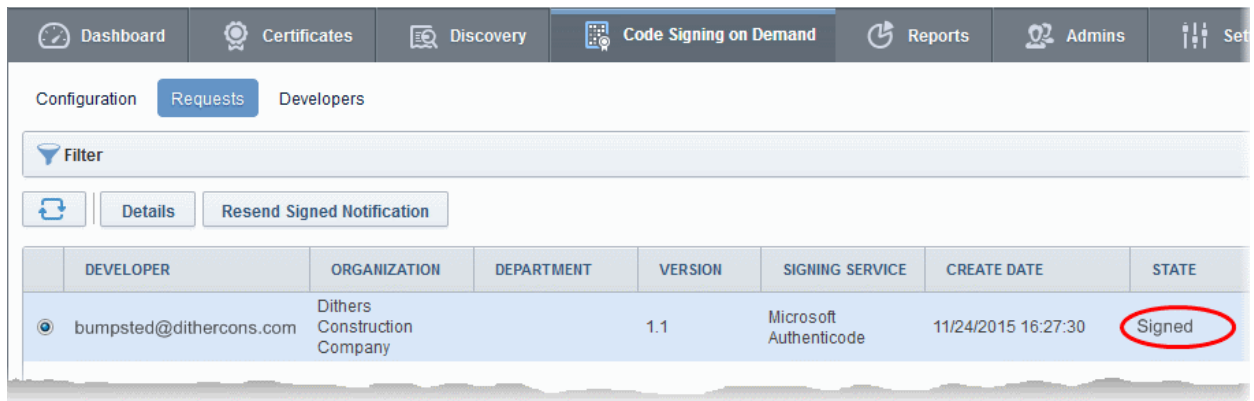 Dashboard Certificates Discovery Code Signing on Demand Reports Admins Set
Configuration Requests Developers
Filter
Details Resend Signed Notification
DEVELOPER ORGANIZATION DEPARTMENT VERSION SIGNING SERVICE CREATE DATE STATE
bumpsted@dithercons.com Dithers Construction Company 1.1 Microsoft Authenticode 11/24/2015 16:27:30 Signed